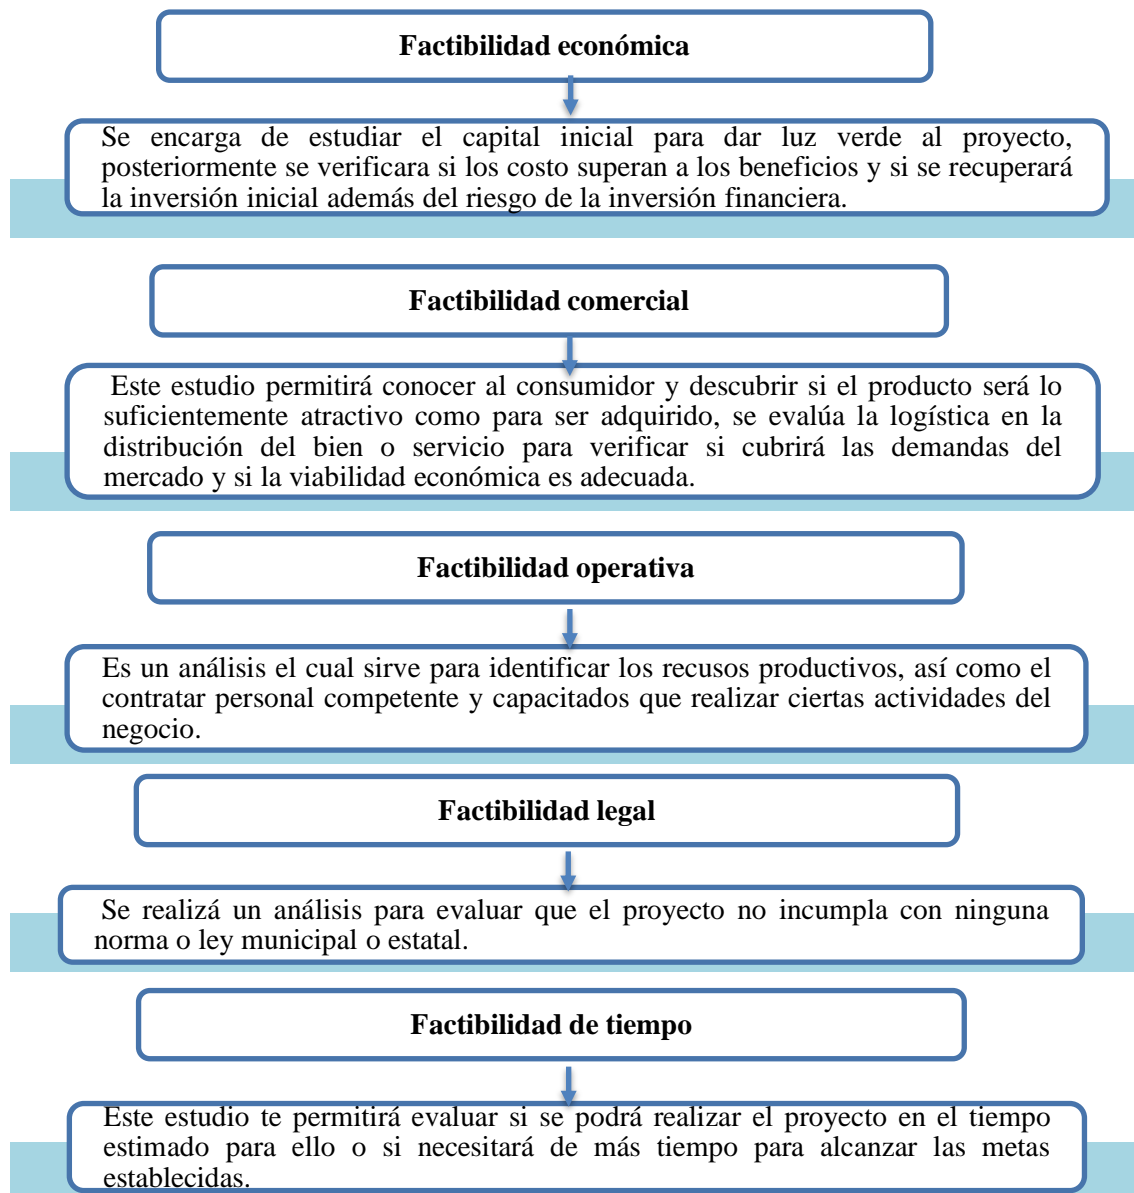 Factibilidad económica
Se encarga de estudiar el capital inicial para dar luz verde al proyecto,
posteriormente se verificara si los costo superan a los beneficios y si se recuperará
la inversión inicial además del riesgo de la inversión financiera.
Factibilidad comercial
Este estudio permitirá conocer al consumidor y descubrir si el producto será lo
suficientemente atractivo como para ser adquirido, se evalúa la logística en la
distribución del bien o servicio para verificar si cubrirá las demandas del
mercado y si la viabilidad económica es adecuada.
Factibilidad operativa
Es un análisis el cual sirve para identificar los recusos productivos, así como el
contratar personal competente y capacitados que realizar ciertas actividades del
negocio.
Factibilidad legal
Se realizá un análisis para evaluar que el proyecto no incumpla con ninguna
norma o ley municipal o estatal.
Factibilidad de tiempo
Este estudio te permitirá evaluar si se podrá realizar el proyecto en el tiempo
estimado para ello o si necesitará de más tiempo para alcanzar las metas
establecidas.